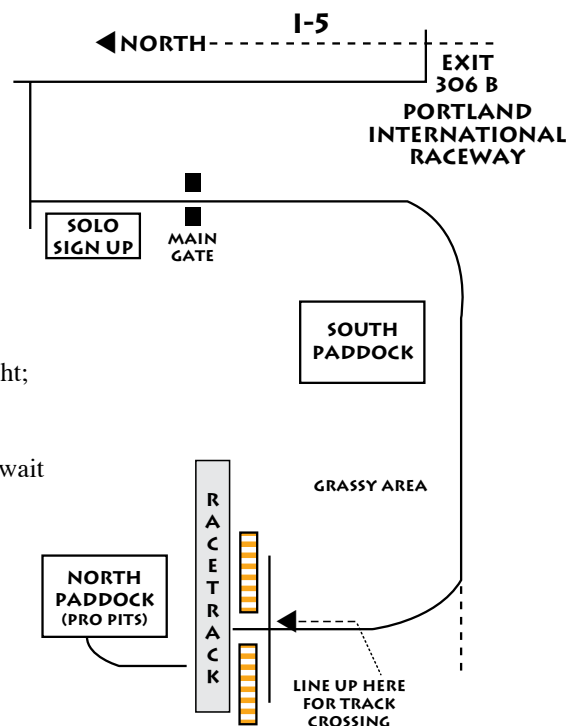 I-5
NORTH
EXIT
306 B
PORTLAND
INTERNATIONAL
RACEWAY
SOLO
SIGN UP
MAIN
GATE
SOUTH
PADDOCK
ht;
wait
GRASSY AREA
RACETRACK
NORTH
PADDOCK
(PRO PITS)
LINE UP HERE
FOR TRACK
CROSSING